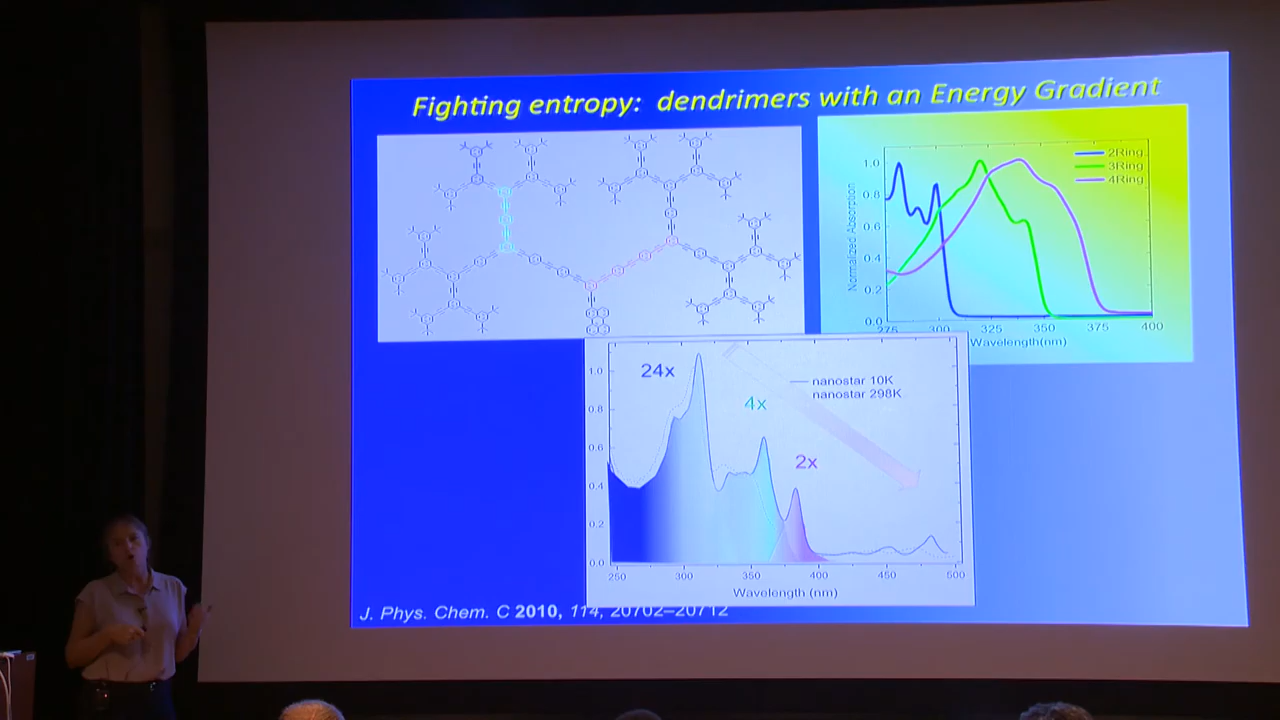 Fighting entropy: dendrimers with an Energy Gradient
2Ring
3Ring
4Ring
Normalized Absorption
1.0
0.8
0.6
0.4
0.2
0.0
275 300 325 350 375 400
Wavelength(nm)
24x
4x
2x
nanostar 10K
nanostar 298K
1.0
0.8
0.6
0.4
0.2
0.0
250 300 350 400 450 500
Wavelength (nm)
J. Phys. Chem. C 2010, 114, 20702–20712